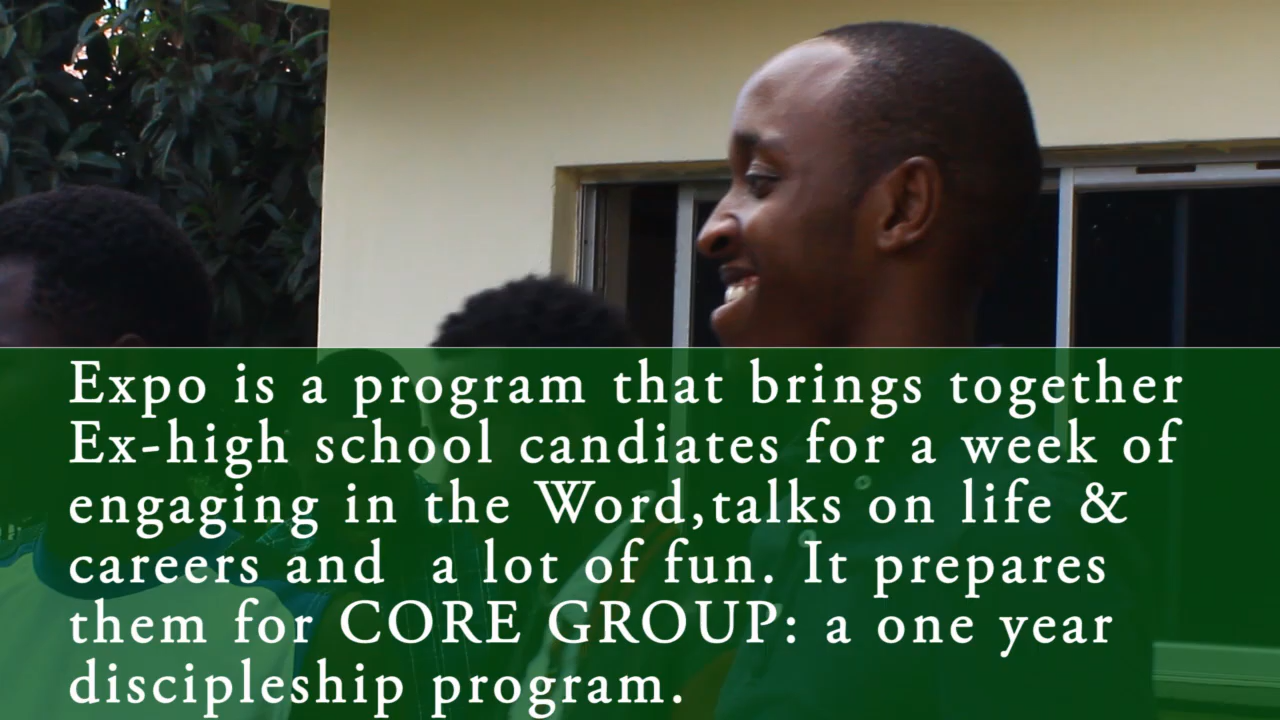 Expo is a program that brings together
Ex-high school candiates for a week of
engaging in the Word,talks on life &
careers and  a lot of fun. It prepares
them for CORE GROUP: a one year
discipleship program.